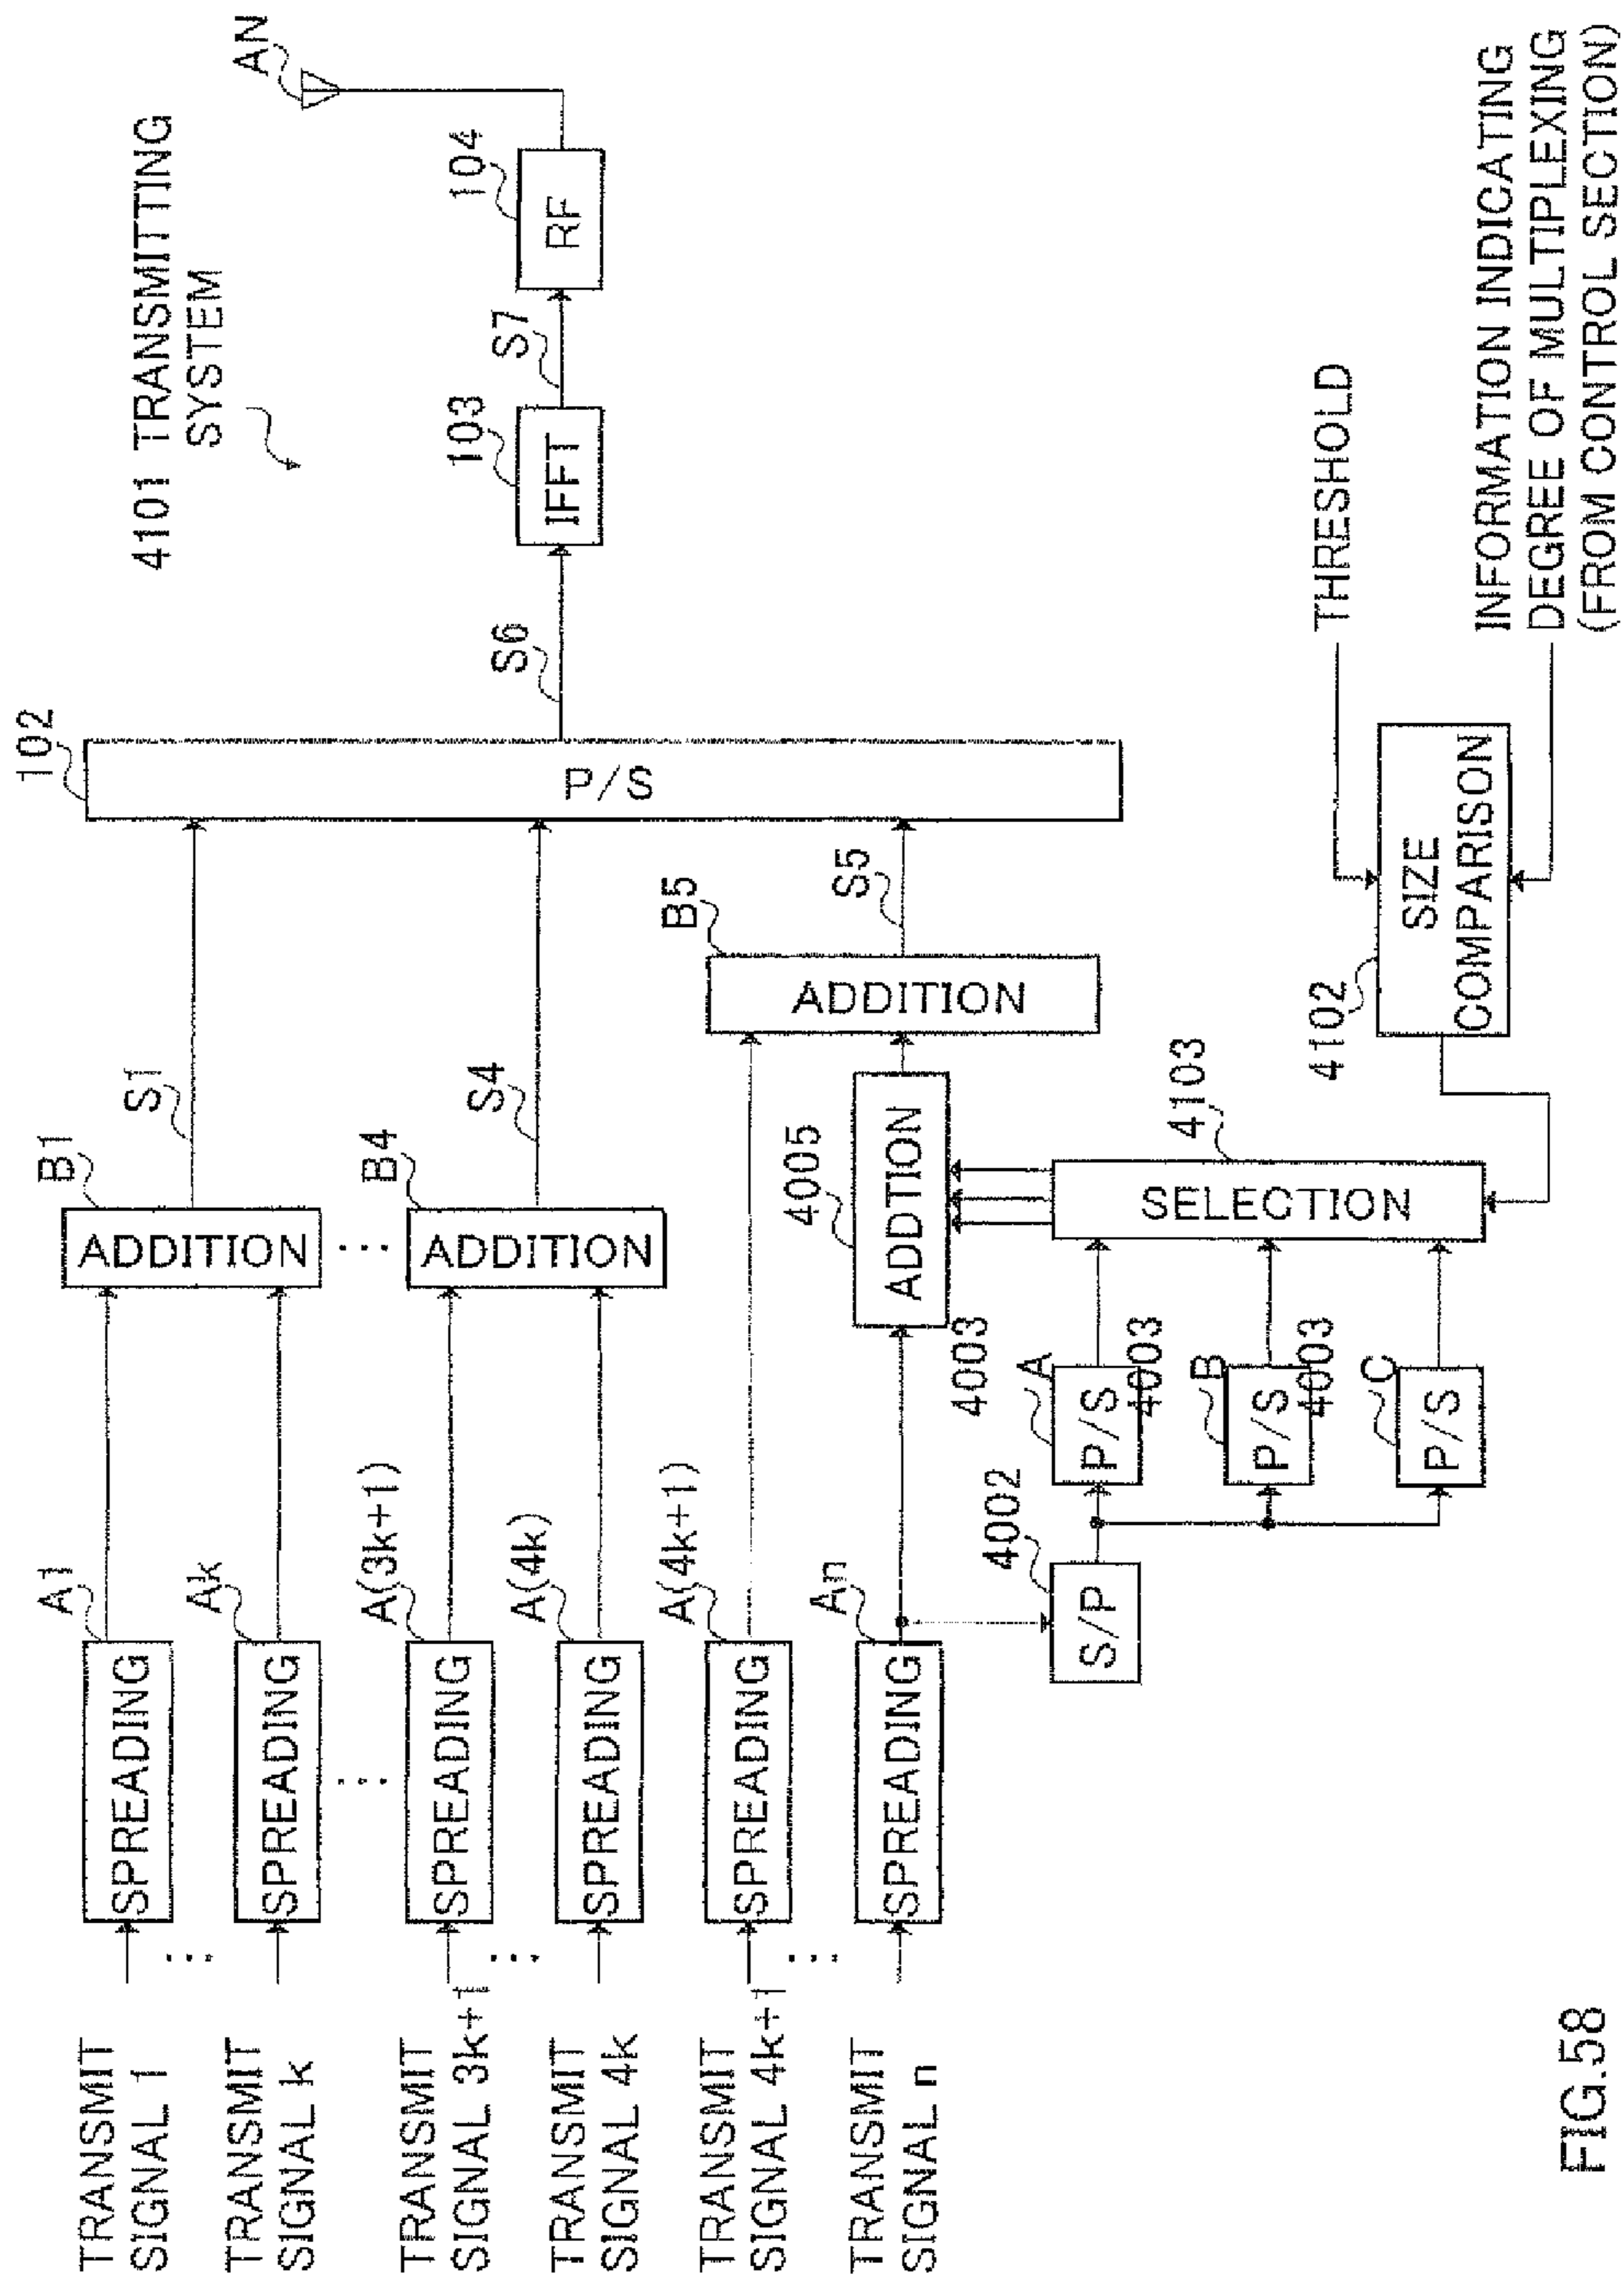 4101 TRANSMITTING
SYSTEM
AN
102
P/S
S6
103
IFFT
S7
104
RF
TRANSMIT
SIGNAL 1
SPREADING
A1
B1
ADDITION
S1
TRANSMIT
SIGNAL k
SPREADING
Ak
TRANSMIT
SIGNAL 3k+1
SPREADING
A(3k+1)
B4
ADDITION
S4
TRANSMIT
SIGNAL 4k
SPREADING
A(4k)
TRANSMIT
SIGNAL 4k+1
SPREADING
A(4k+1)
B5
ADDITION
S5
TRANSMIT
SIGNAL n
SPREADING
An
4005
ADDTION
4002
S/P
4003
A
P/S
4003
B
P/S
4003
C
P/S
4103
SELECTION
4102
SIZE
COMPARISON
THRESHOLD
INFORMATION INDICATING
DEGREE OF MULTIPLEXING
(FROM CONTROL SECTION)
FIG.58